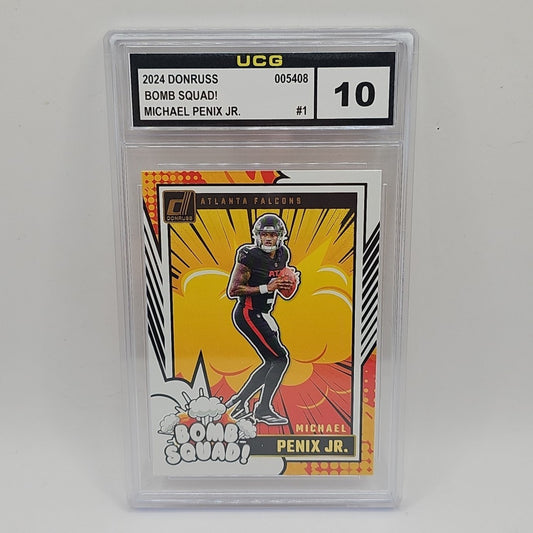 UCG
2024 DONRUSS 005408
BOMB SQUAD!
MICHAEL PENIX JR. #1
10
DONRUSS
ATLANTA FALCONS
MICHAEL
PENIX JR.
BOMB
SQUAD!